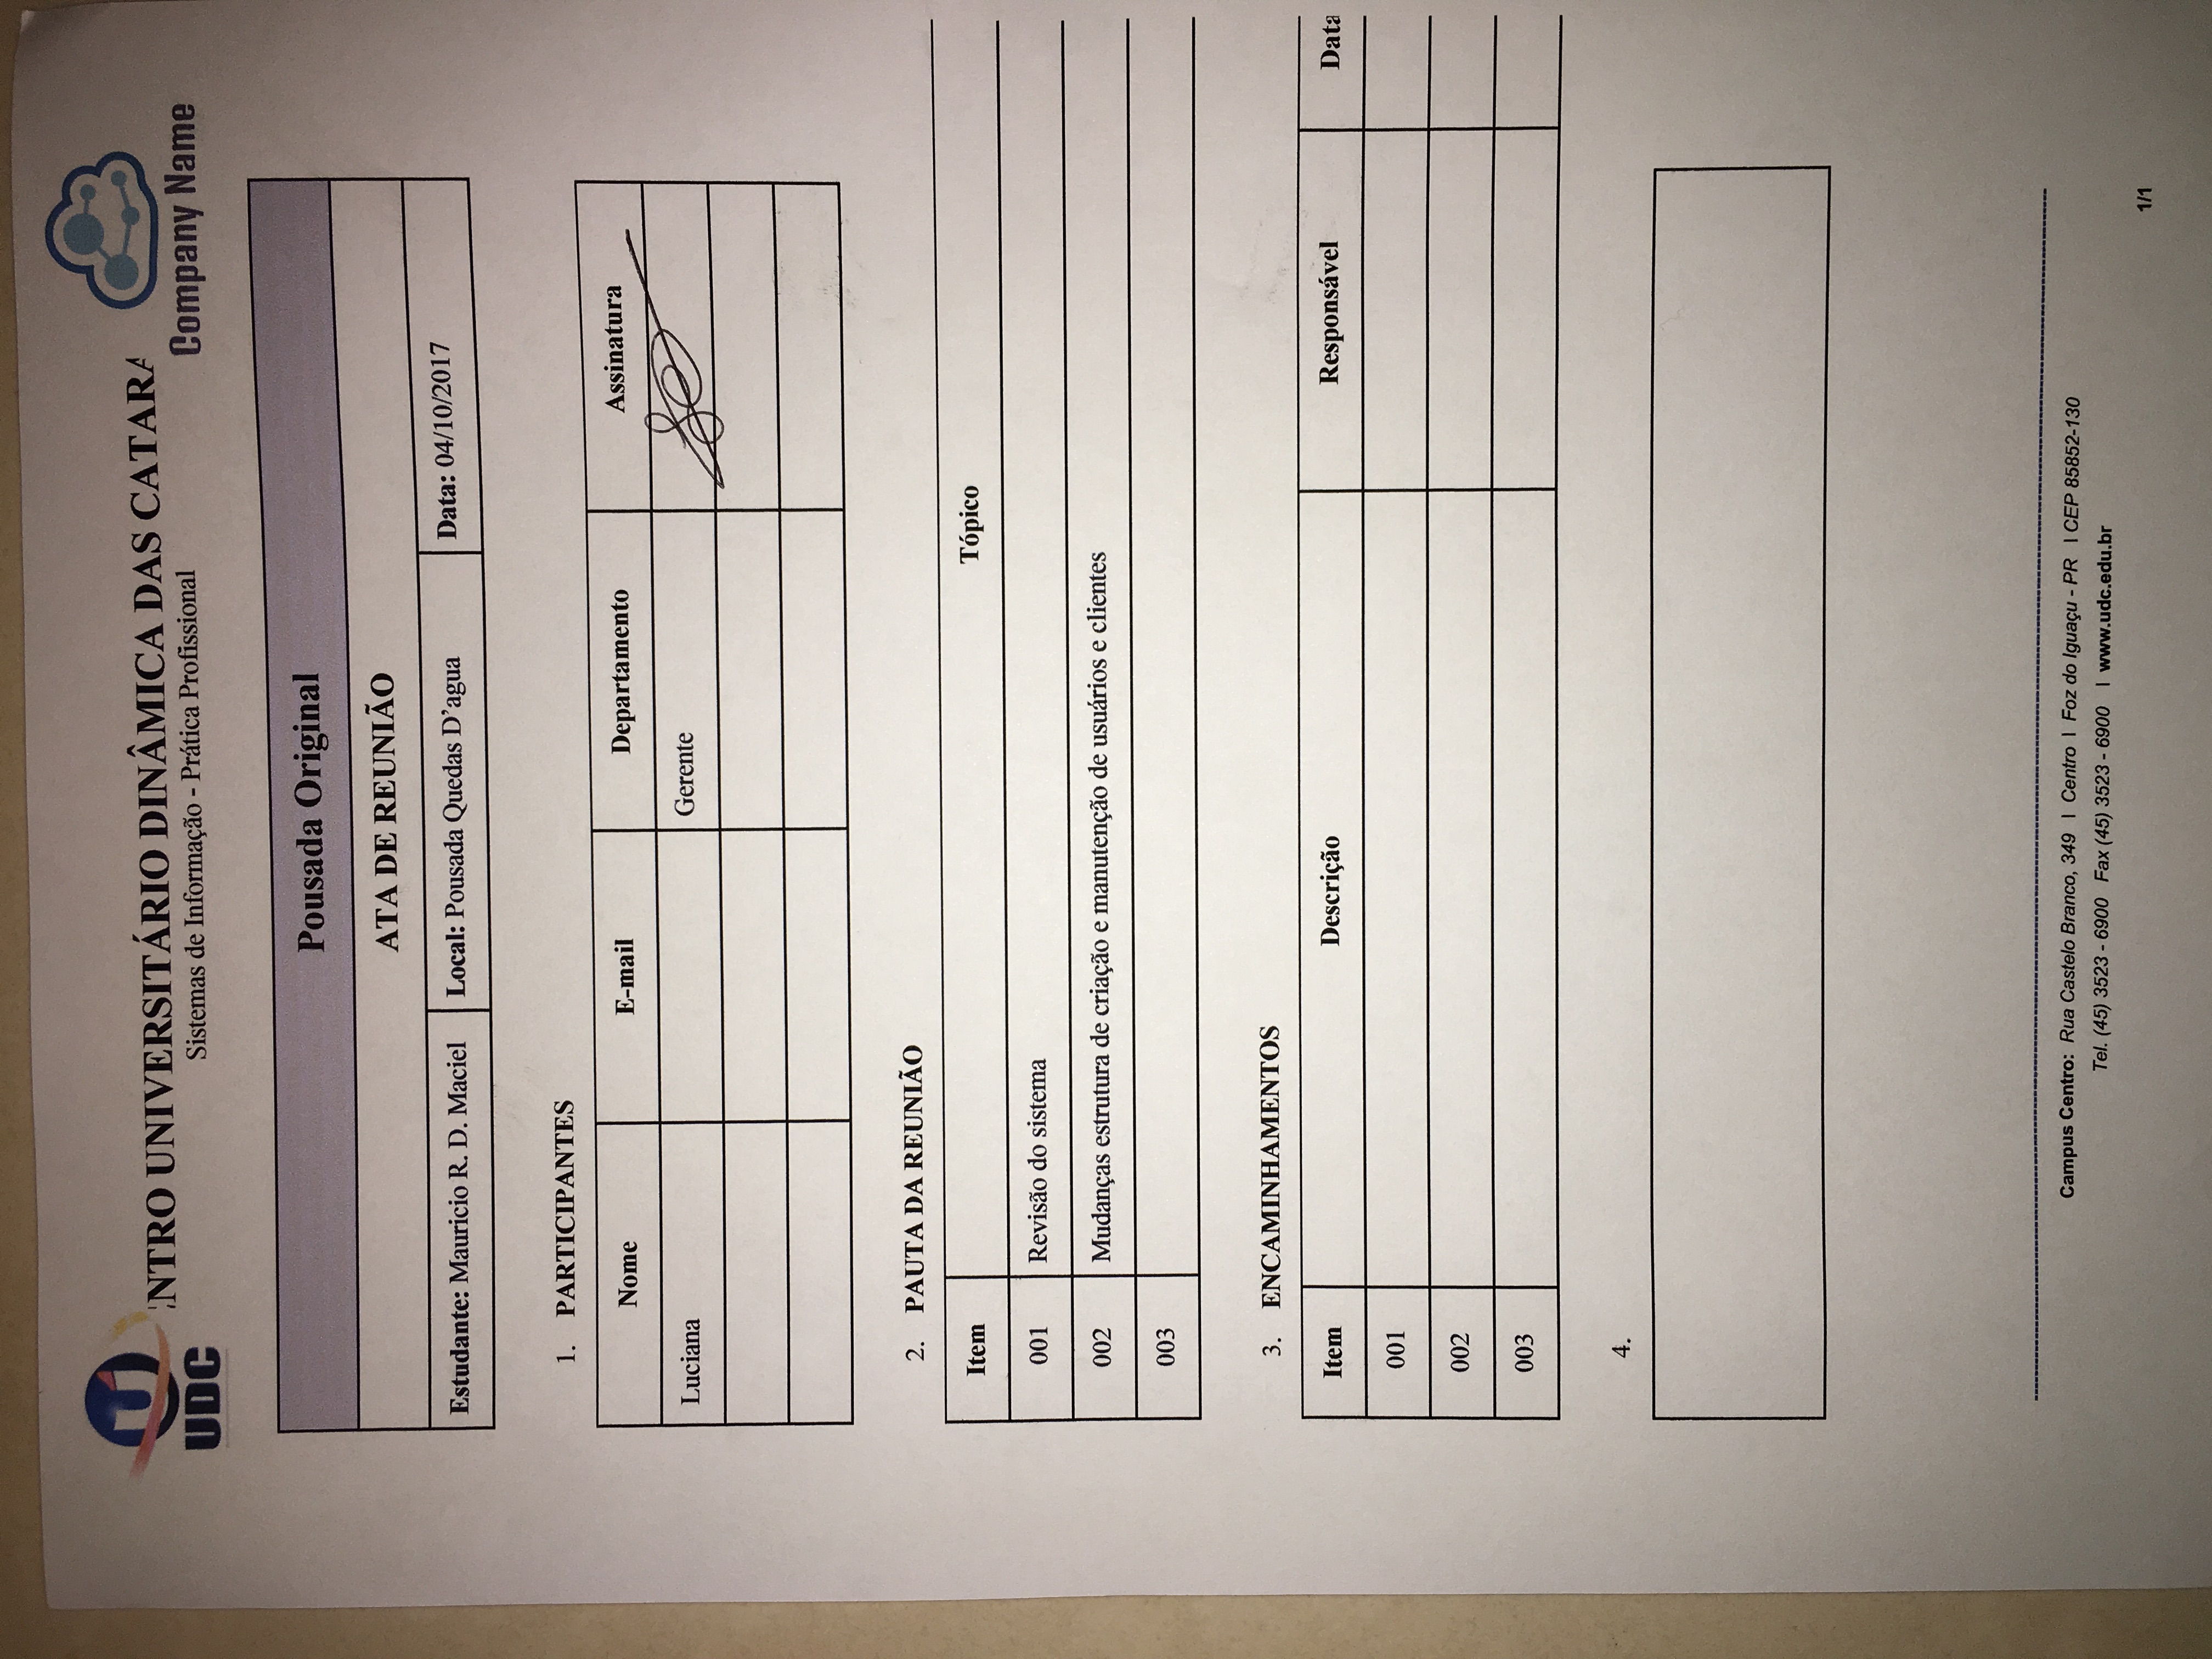 UDC
NTRO UNIVERSITÁRIO DINÂMICA DAS CATARA
Sistemas de Informação - Prática Profissional
Company Name
Pousada Original
ATA DE REUNIÃO
Estudante: Mauricio R. D. Maciel Local: Pousada Quedas D’agua Data: 04/10/2017
1. PARTICIPANTES
Nome E-mail Departamento Assinatura
Luciana Gerente
2. PAUTA DA REUNIÃO
Item Tópico
001 Revisão do sistema
002 Mudanças estrutura de criação e manutenção de usuários e clientes
003
3. ENCAMINHAMENTOS
Item Descrição Responsável Data
001
002
003
4.
Campus Centro: Rua Castelo Branco, 349 I Centro I Foz do Iguaçu - PR I CEP 85852-130
Tel. (45) 3523 - 6900 Fax (45) 3523 - 6900 I www.udc.edu.br
1/1